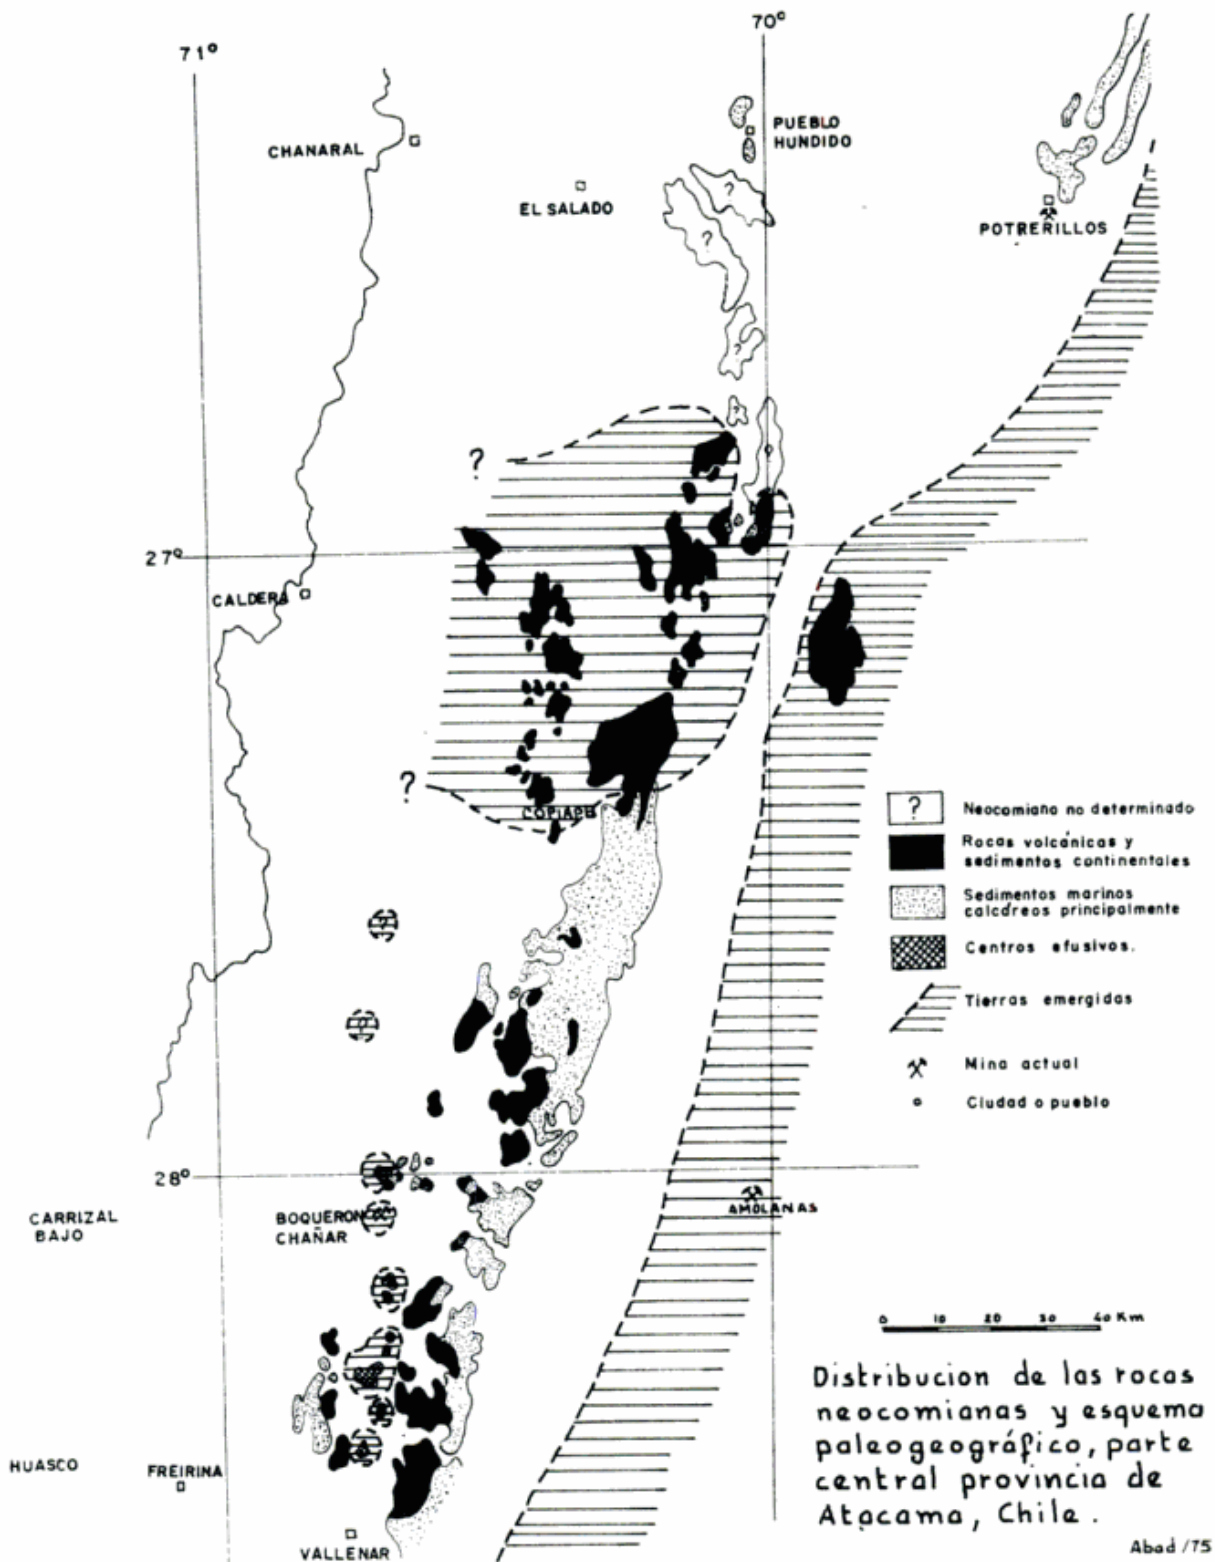 71°
70°
CHANARAL
PUEBLO
HUNDIDO
EL SALADO
POTRERILLOS
?
?
?
?
?
?
27°
CALDERA
?
COPIAPÓ
? Neocomiano no determinado
Rocas volcánicas y
sedimentos continentales
Sedimentos marinos
calcáreos principalmente
Centros efusivos.
Tierras emergidas
Mina actual
Ciudad o pueblo
?
?
28°
CARRIZAL
BAJO
BOQUERON
CHAÑAR
AMOLANAS
0 10 20 30 40 Km
Distribucion de las rocas
neocomianas y esquema
paleogeográfico, parte
central provincia de
Atacama, Chile.
HUASCO
FREIRINA
VALLENAR
Abad /75